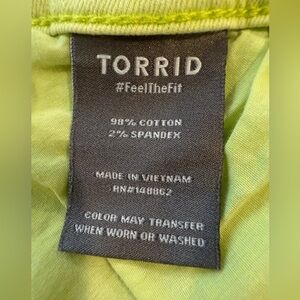 TORRID
#FeelTheFit
98% COTTON
2% SPANDEX
MADE IN VIETNAM
RN#148862
COLOR MAY TRANSFER
WHEN WORN OR WASHED